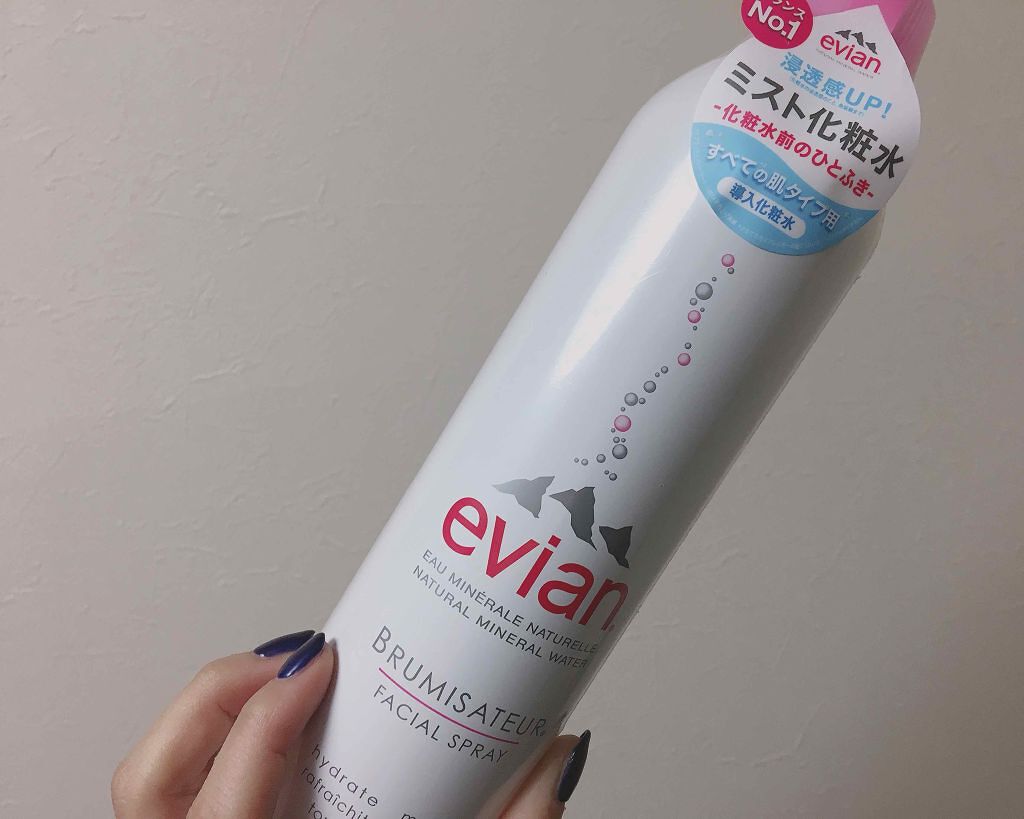 No.1
evian
浸透感UP!
ミスト化粧水
-化粧水前のひとふき-
すべての肌タイプ用
導入化粧水
evian
EAU MINÉRALE NATURELLE
NATURAL MINERAL WATER
BRUMISATEUR®
FACIAL SPRAY
hydrate
rafraîchit